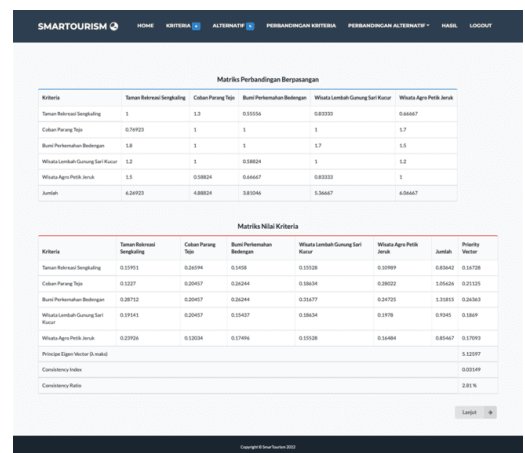 SMARTOURISM HOME KRITERIA ALTERNATIF PERBANDINGAN KRITERIA PERBANDINGAN ALTERNATIF HASIL LOGOUT
Matriks Perbandingan Berpasangan
Kriteria Taman Rekreasi Sengkaling Coban Parang Tejo Bumi Perkemahan Bedengan Wisata Lembah Gunung Sari Kucur Wisata Agro Petik Jeruk
Taman Rekreasi Sengkaling 1 1.3 0.55556 0.83333 0.66667
Coban Parang Tejo 0.76923 1 1 1 1.7
Bumi Perkemahan Bedengan 1.8 1 1 1.7 1.5
Wisata Lembah Gunung Sari Kucur 1.2 1 0.58824 1 1.2
Wisata Agro Petik Jeruk 1.5 0.58824 0.66667 0.83333 1
Jumlah 6.26923 4.88824 3.81046 5.36667 6.06667
Matriks Nilai Kriteria
Kriteria Taman Rekreasi Sengkaling Coban Parang Tejo Bumi Perkemahan Bedengan Wisata Lembah Gunung Sari Kucur Wisata Agro Petik Jeruk Jumlah Priority Vector
Taman Rekreasi Sengkaling 0.15951 0.26594 0.1458 0.15528 0.10989 0.83642 0.16728
Coban Parang Tejo 0.1227 0.20457 0.26244 0.18634 0.28022 1.05626 0.21125
Bumi Perkemahan Bedengan 0.28712 0.20457 0.26244 0.31677 0.24725 1.31815 0.26363
Wisata Lembah Gunung Sari Kucur 0.19141 0.20457 0.15437 0.18634 0.1978 0.9345 0.1869
Wisata Agro Petik Jeruk 0.23926 0.12034 0.17496 0.15528 0.16484 0.85467 0.17093
Principe Eigen Vector (λ maks) 5.12597
Consistency Index 0.03149
Consistency Ratio 2.81 %
Lanjut
Copyright © SmarTourism 2022